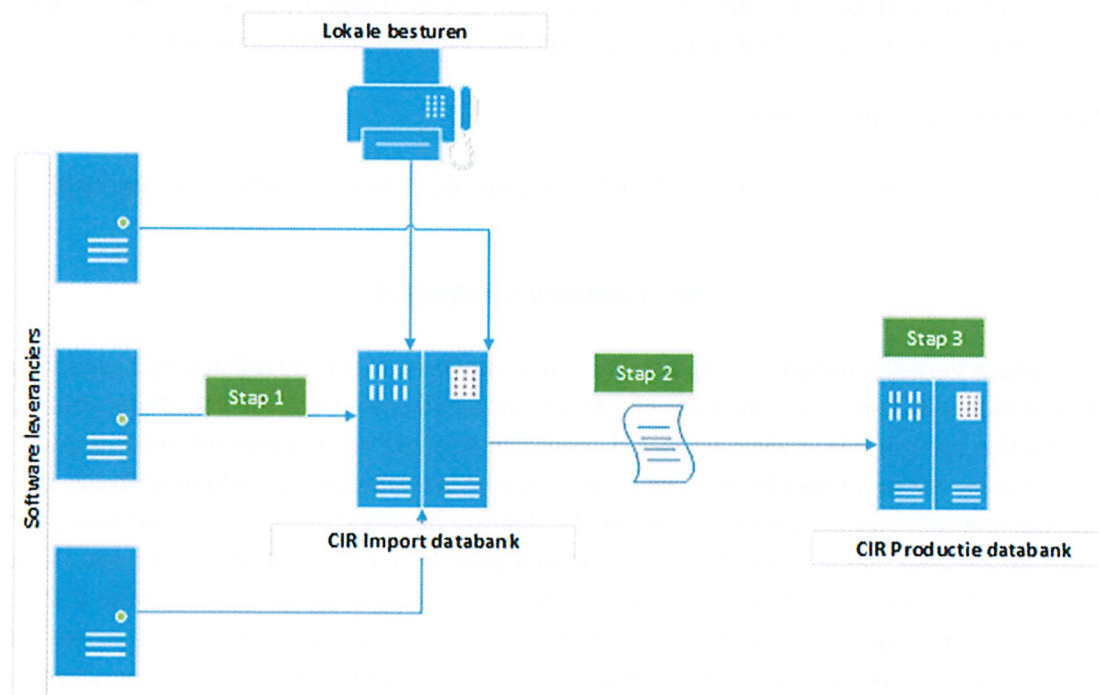 Lokale besturen
Software leveranciers
Stap 1
Stap 2
Stap 3
CIR Import databank
CIR Productie databank